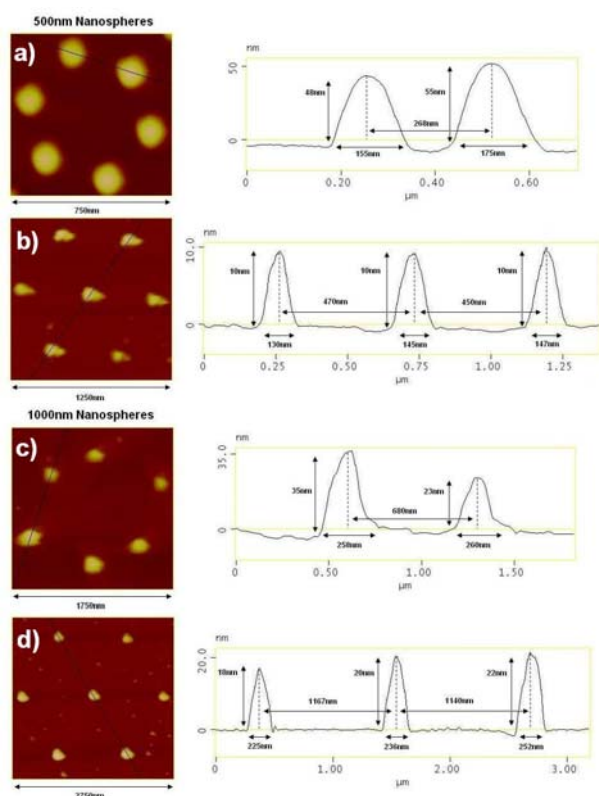 500nm Nanospheres
a)
750nm
nm
50
0
48nm
55nm
268nm
155nm
175nm
0
0.20
0.40
0.60
µm
b)
1250nm
nm
10.0
0
10nm
10nm
10nm
470nm
450nm
130nm
145nm
147nm
0
0.25
0.50
0.75
1.00
1.25
µm
1000nm Nanospheres
c)
1750nm
nm
35.0
0
35nm
23nm
680nm
258nm
260nm
0
0.50
1.00
1.50
µm
d)
3750nm
nm
20.0
0
18nm
20nm
22nm
1167nm
1140nm
225nm
236nm
252nm
0
1.00
2.00
3.00
µm